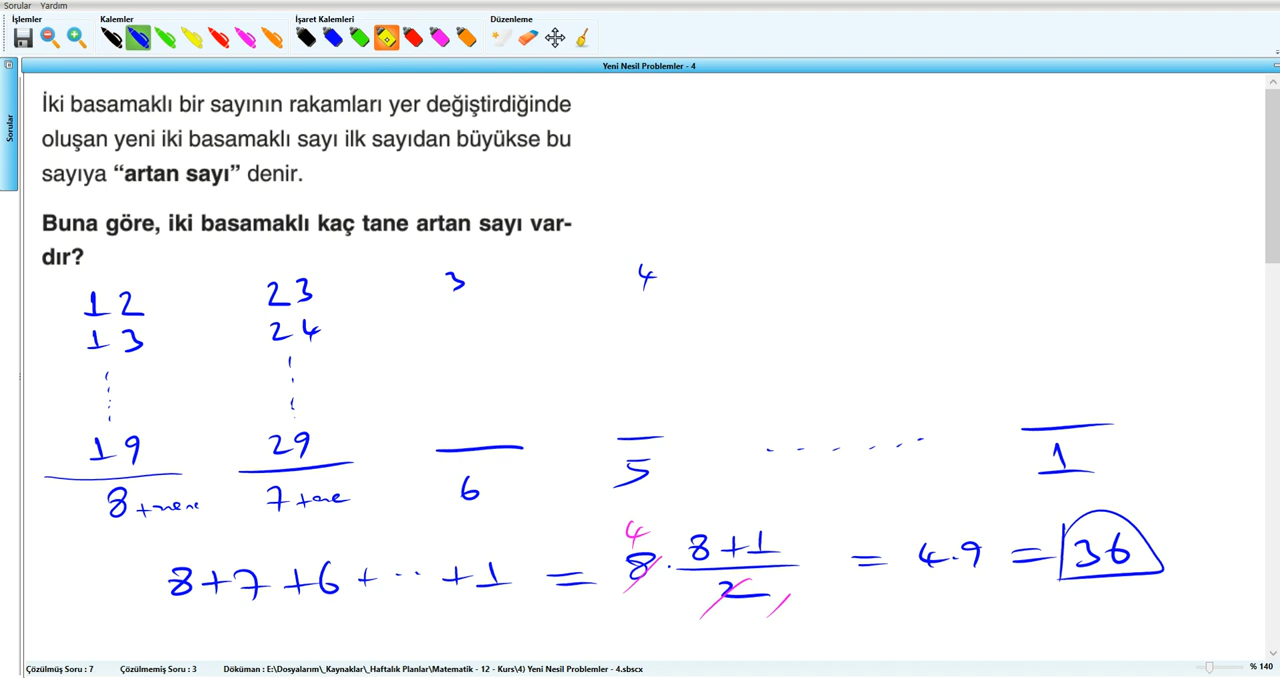 Sorular Yardım
İşlemler Kalemler İşaret Kalemleri Düzenleme
Yeni Nesil Problemler - 4
Sorular
İki basamaklı bir sayının rakamları yer değiştirdiğinde
oluşan yeni iki basamaklı sayı ilk sayıdan büyükse bu
sayıya “artan sayı” denir.
Buna göre, iki basamaklı kaç tane artan sayı var-
dır?
12 23 3 4
13 24
19 29
8 tane 7 tane 6 5 ...... 1
8+7+6+...+1 = 8 . (8+1)/2 = 4.9 = 36
4
Çözülmüş Soru : 7 Çözülmemiş Soru : 3 Döküman : E:\Dosyalarım\_Kaynaklar\_Haftalık Planlar\Matematik - 12 - Kurs\4) Yeni Nesil Problemler - 4.sbscx % 140